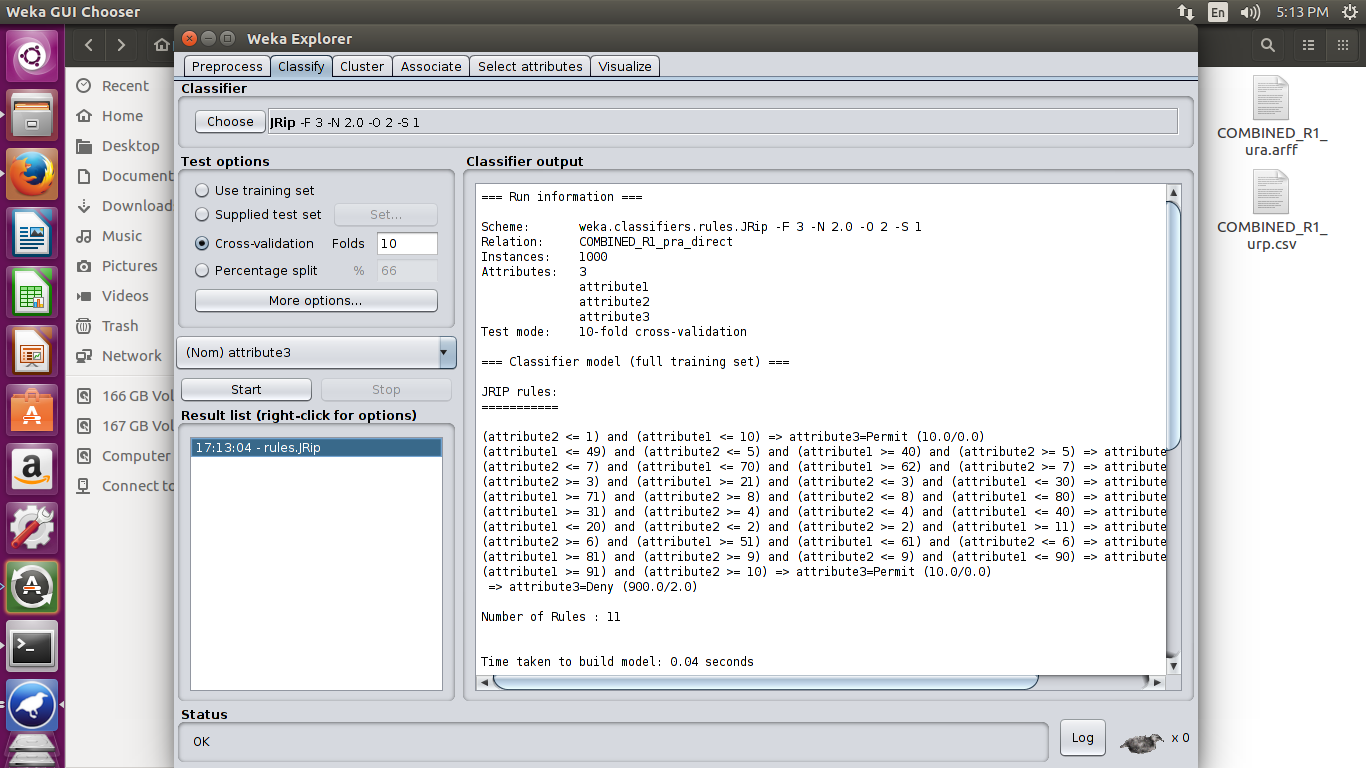 Weka GUI Chooser
En
5:13 PM
Weka Explorer
Preprocess
Classify
Cluster
Associate
Select attributes
Visualize
Classifier
Choose
JRip -F 3 -N 2.0 -O 2 -S 1
Test options
Use training set
Supplied test set
Set...
Cross-validation Folds 10
Percentage split % 66
More options...
(Nom) attribute3
Start
Stop
Result list (right-click for options)
17:13:04 - rules.JRip
Classifier output
=== Run information ===
Scheme: weka.classifiers.rules.JRip -F 3 -N 2.0 -O 2 -S 1
Relation: COMBINED_R1_pra_direct
Instances: 1000
Attributes: 3
attribute1
attribute2
attribute3
Test mode: 10-fold cross-validation
=== Classifier model (full training set) ===
JRIP rules:
===========
(attribute2 <= 1) and (attribute1 <= 10) => attribute3=Permit (10.0/0.0)
(attribute1 <= 49) and (attribute2 <= 5) and (attribute1 >= 40) and (attribute2 >= 5) => attribute
(attribute2 <= 7) and (attribute1 <= 70) and (attribute1 >= 62) and (attribute2 >= 7) => attribute
(attribute2 >= 3) and (attribute1 >= 21) and (attribute2 <= 3) and (attribute1 <= 30) => attribute
(attribute1 >= 71) and (attribute2 >= 8) and (attribute2 <= 8) and (attribute1 <= 80) => attribute
(attribute1 >= 31) and (attribute2 >= 4) and (attribute2 <= 4) and (attribute1 <= 40) => attribute
(attribute1 <= 20) and (attribute2 <= 2) and (attribute2 >= 2) and (attribute1 >= 11) => attribute
(attribute2 >= 6) and (attribute1 >= 51) and (attribute1 <= 61) and (attribute2 <= 6) => attribute
(attribute1 >= 81) and (attribute2 >= 9) and (attribute2 <= 9) and (attribute1 <= 90) => attribute
(attribute1 >= 91) and (attribute2 >= 10) => attribute3=Permit (10.0/0.0)
=> attribute3=Deny (900.0/2.0)
Number of Rules : 11
Time taken to build model: 0.04 seconds
Status
OK
Log
x 0
Recent
Home
Desktop
Document
Download
Music
Pictures
Videos
Trash
Network
166 GB Vol
167 GB Vol
Computer
Connect to
COMBINED_R1_
ura.arff
COMBINED_R1_
urp.csv